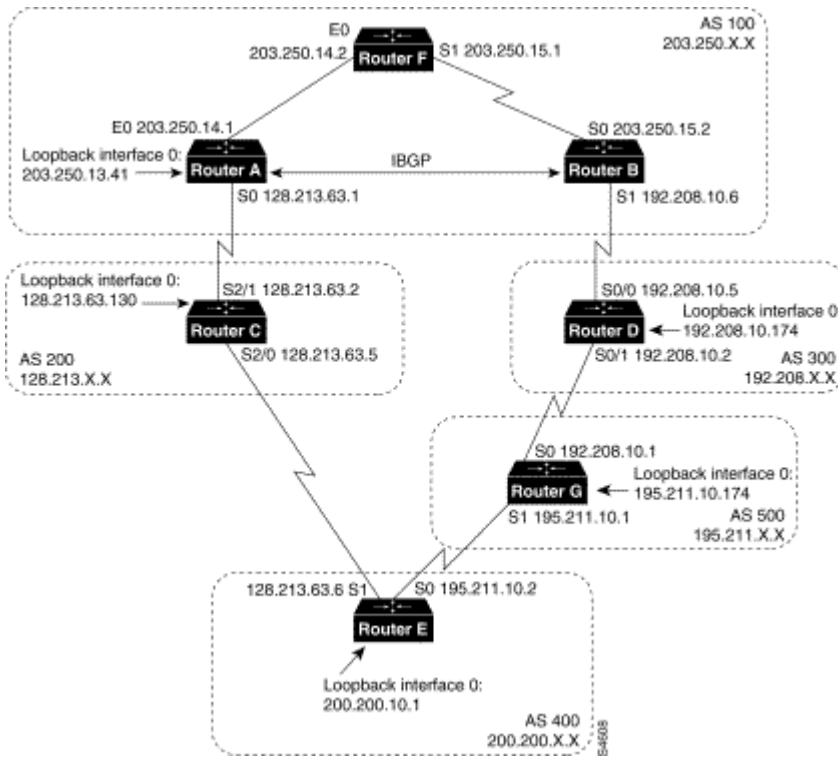 AS 100
203.250.X.X
E0
203.250.14.2
Router F
S1 203.250.15.1
E0 203.250.14.1
S0 203.250.15.2
Loopback interface 0:
203.250.13.41
Router A
IBGP
Router B
S0 128.213.63.1
S1 192.208.10.6
Loopback interface 0:
128.213.63.130
S2/1 128.213.63.2
Router C
S2/0 128.213.63.5
AS 200
128.213.X.X
S0/0 192.208.10.5
Loopback interface 0
192.208.10.174
Router D
S0/1 192.208.10.2
AS 300
192.208.X.X
S0 192.208.10.1
Loopback interface 0:
195.211.10.174
Router G
S1 195.211.10.1
AS 500
195.211.X.X
128.213.63.6 S1
S0 195.211.10.2
Router E
Loopback interface 0:
200.200.10.1
AS 400
200.200.X.X
S4608